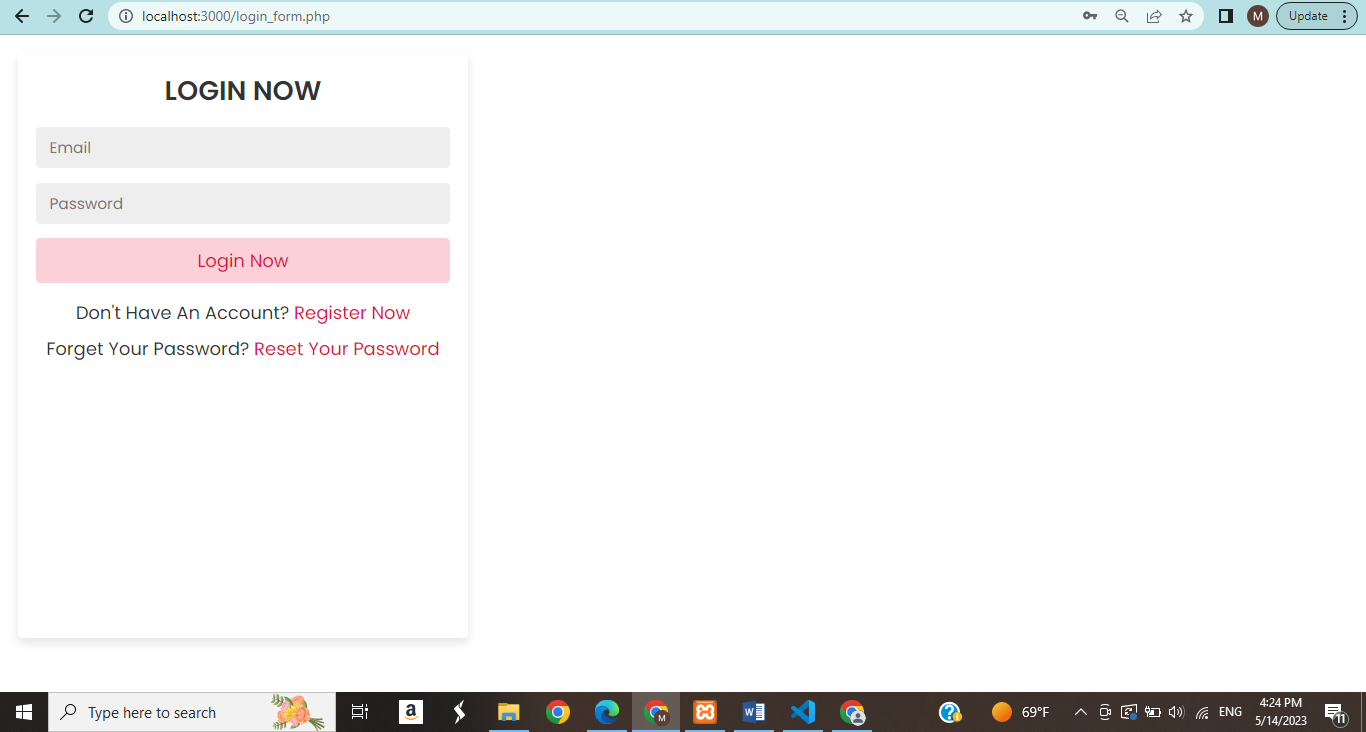 localhost:3000/login_form.php
M
Update
LOGIN NOW
Email
Password
Login Now
Don't Have An Account? Register Now
Forget Your Password? Reset Your Password
Type here to search
a
M
W
69°F
ENG
4:24 PM
5/14/2023
11